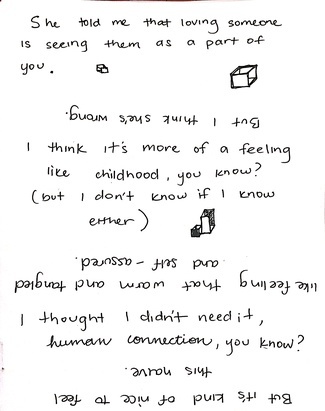 She told me that loving someone
is seeing them as a part of
you.
But I think she's wrong.
I think it's more of a feeling
like childhood, you know?
(but I don't know if I know
either)
like feeling that warm and tangled
and self-assured.
I thought I didn't need it,
human connection, you know?
But it's kind of nice to feel
this naive.